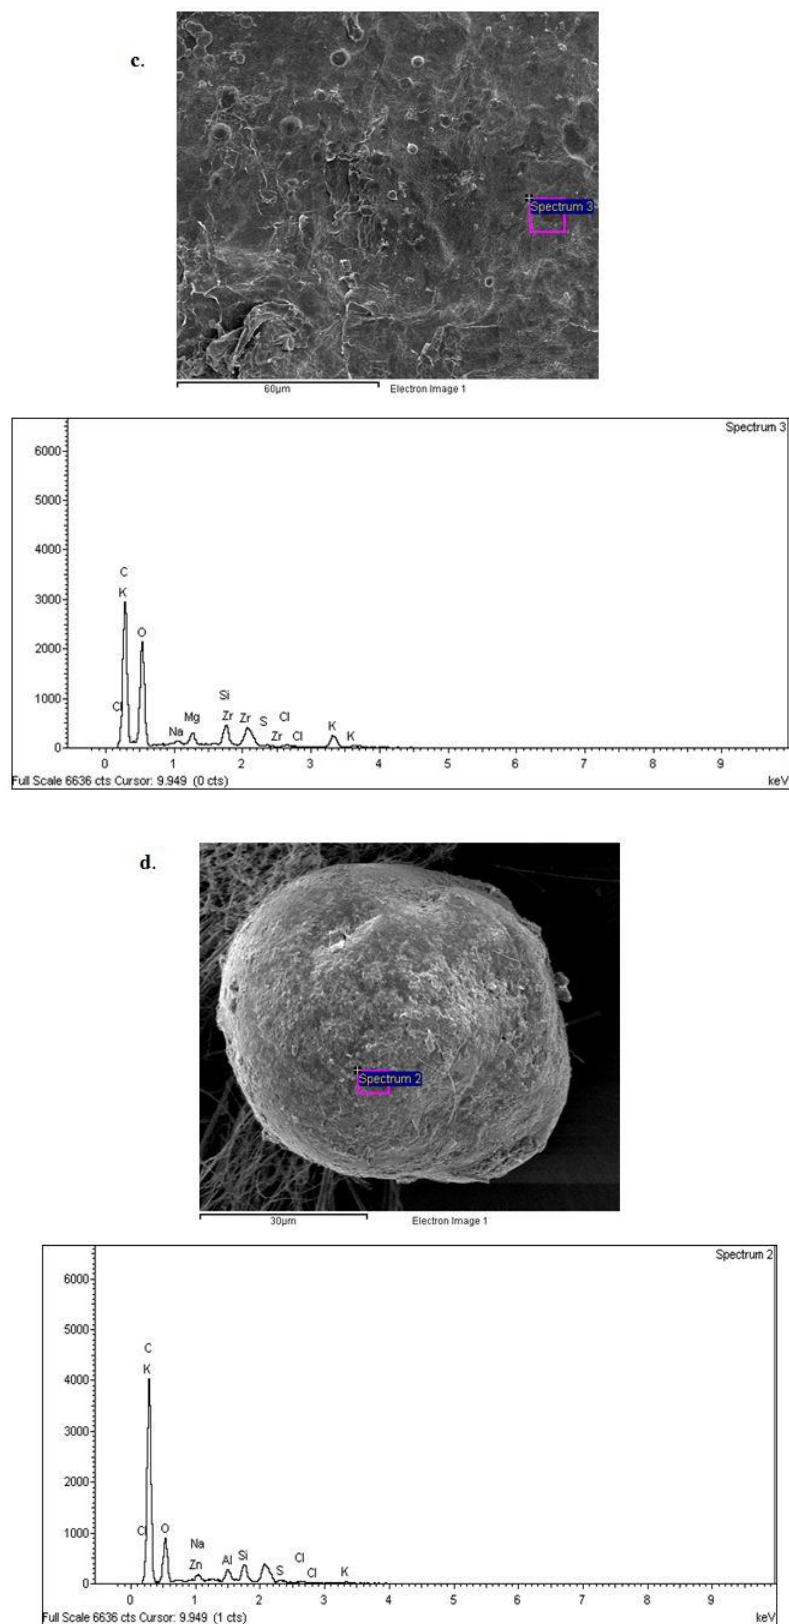 c.
Spectrum 3
60µm Electron Image 1
Spectrum 3
6000
5000
4000
3000
2000
1000
0
C
K
O
Cl
Na
Mg
Si
Zr
Zr
S
Zr
Cl
Cl
K
K
0 1 2 3 4 5 6 7 8 9
Full Scale 6636 cts Cursor: 9.949 (0 cts) keV
d.
Spectrum 2
30µm Electron Image 1
Spectrum 2
6000
5000
4000
3000
2000
1000
0
C
K
Cl
O
Na
Zn
Al
Si
S
Cl
Cl
K
0 1 2 3 4 5 6 7 8 9
Full Scale 6636 cts Cursor: 9.949 (1 cts) keV